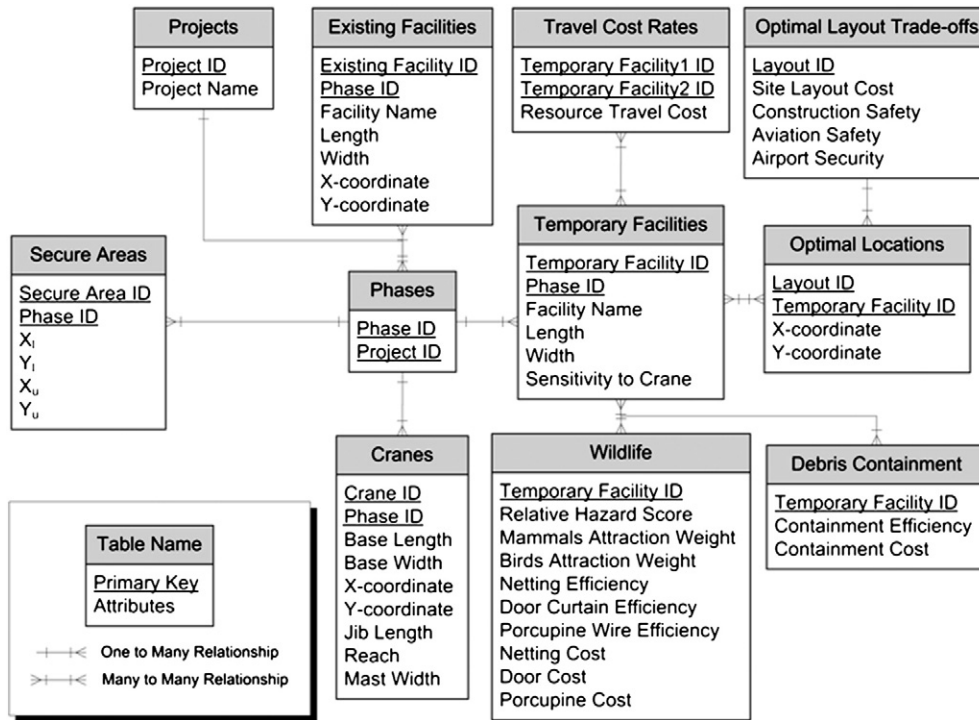 Projects
Project ID
Project Name
Existing Facilities
Existing Facility ID
Phase ID
Facility Name
Length
Width
X-coordinate
Y-coordinate
Travel Cost Rates
Temporary Facility1 ID
Temporary Facility2 ID
Resource Travel Cost
Optimal Layout Trade-offs
Layout ID
Site Layout Cost
Construction Safety
Aviation Safety
Airport Security
Secure Areas
Secure Area ID
Phase ID
Xₗ
Yₗ
Xᵤ
Yᵤ
Phases
Phase ID
Project ID
Temporary Facilities
Temporary Facility ID
Phase ID
Facility Name
Length
Width
Sensitivity to Crane
Optimal Locations
Layout ID
Temporary Facility ID
X-coordinate
Y-coordinate
Cranes
Crane ID
Phase ID
Base Length
Base Width
X-coordinate
Y-coordinate
Jib Length
Reach
Mast Width
Wildlife
Temporary Facility ID
Relative Hazard Score
Mammals Attraction Weight
Birds Attraction Weight
Netting Efficiency
Door Curtain Efficiency
Porcupine Wire Efficiency
Netting Cost
Door Cost
Porcupine Cost
Debris Containment
Temporary Facility ID
Containment Efficiency
Containment Cost
Table Name
Primary Key
Attributes
One to Many Relationship
Many to Many Relationship